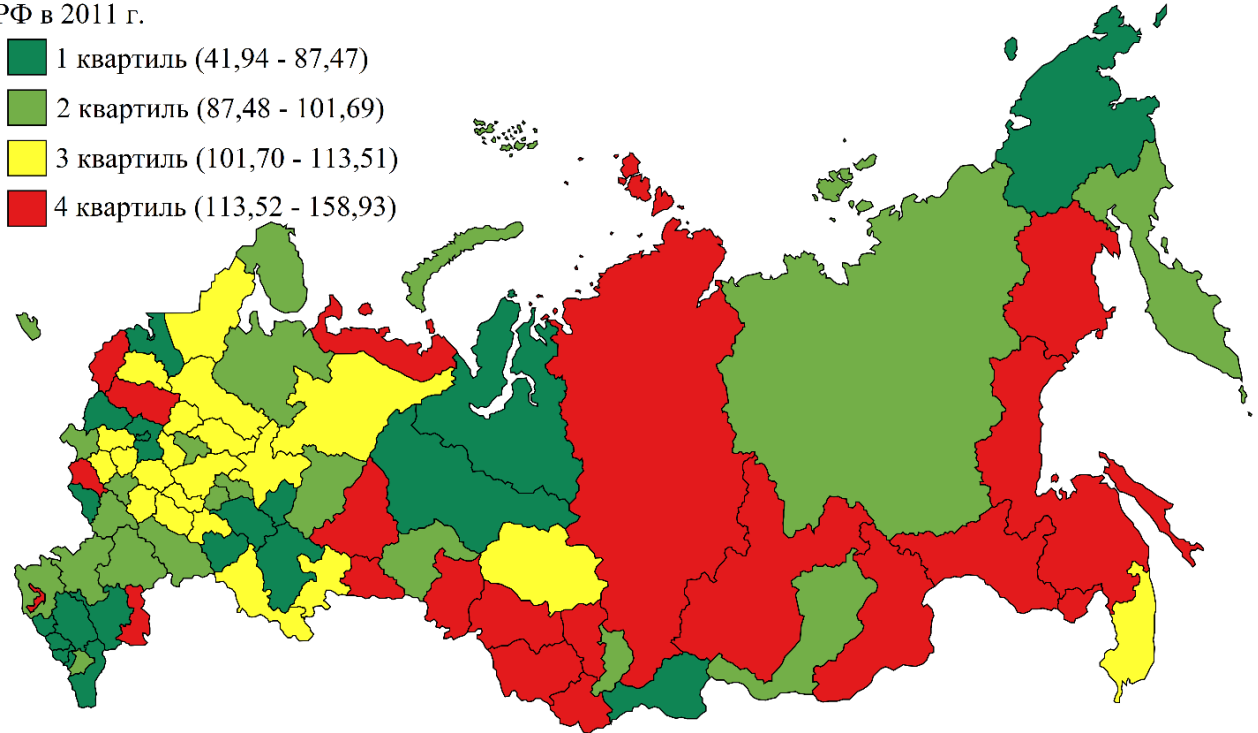 РФ в 2011 г.
1 квартиль (41,94 - 87,47)
2 квартиль (87,48 - 101,69)
3 квартиль (101,70 - 113,51)
4 квартиль (113,52 - 158,93)